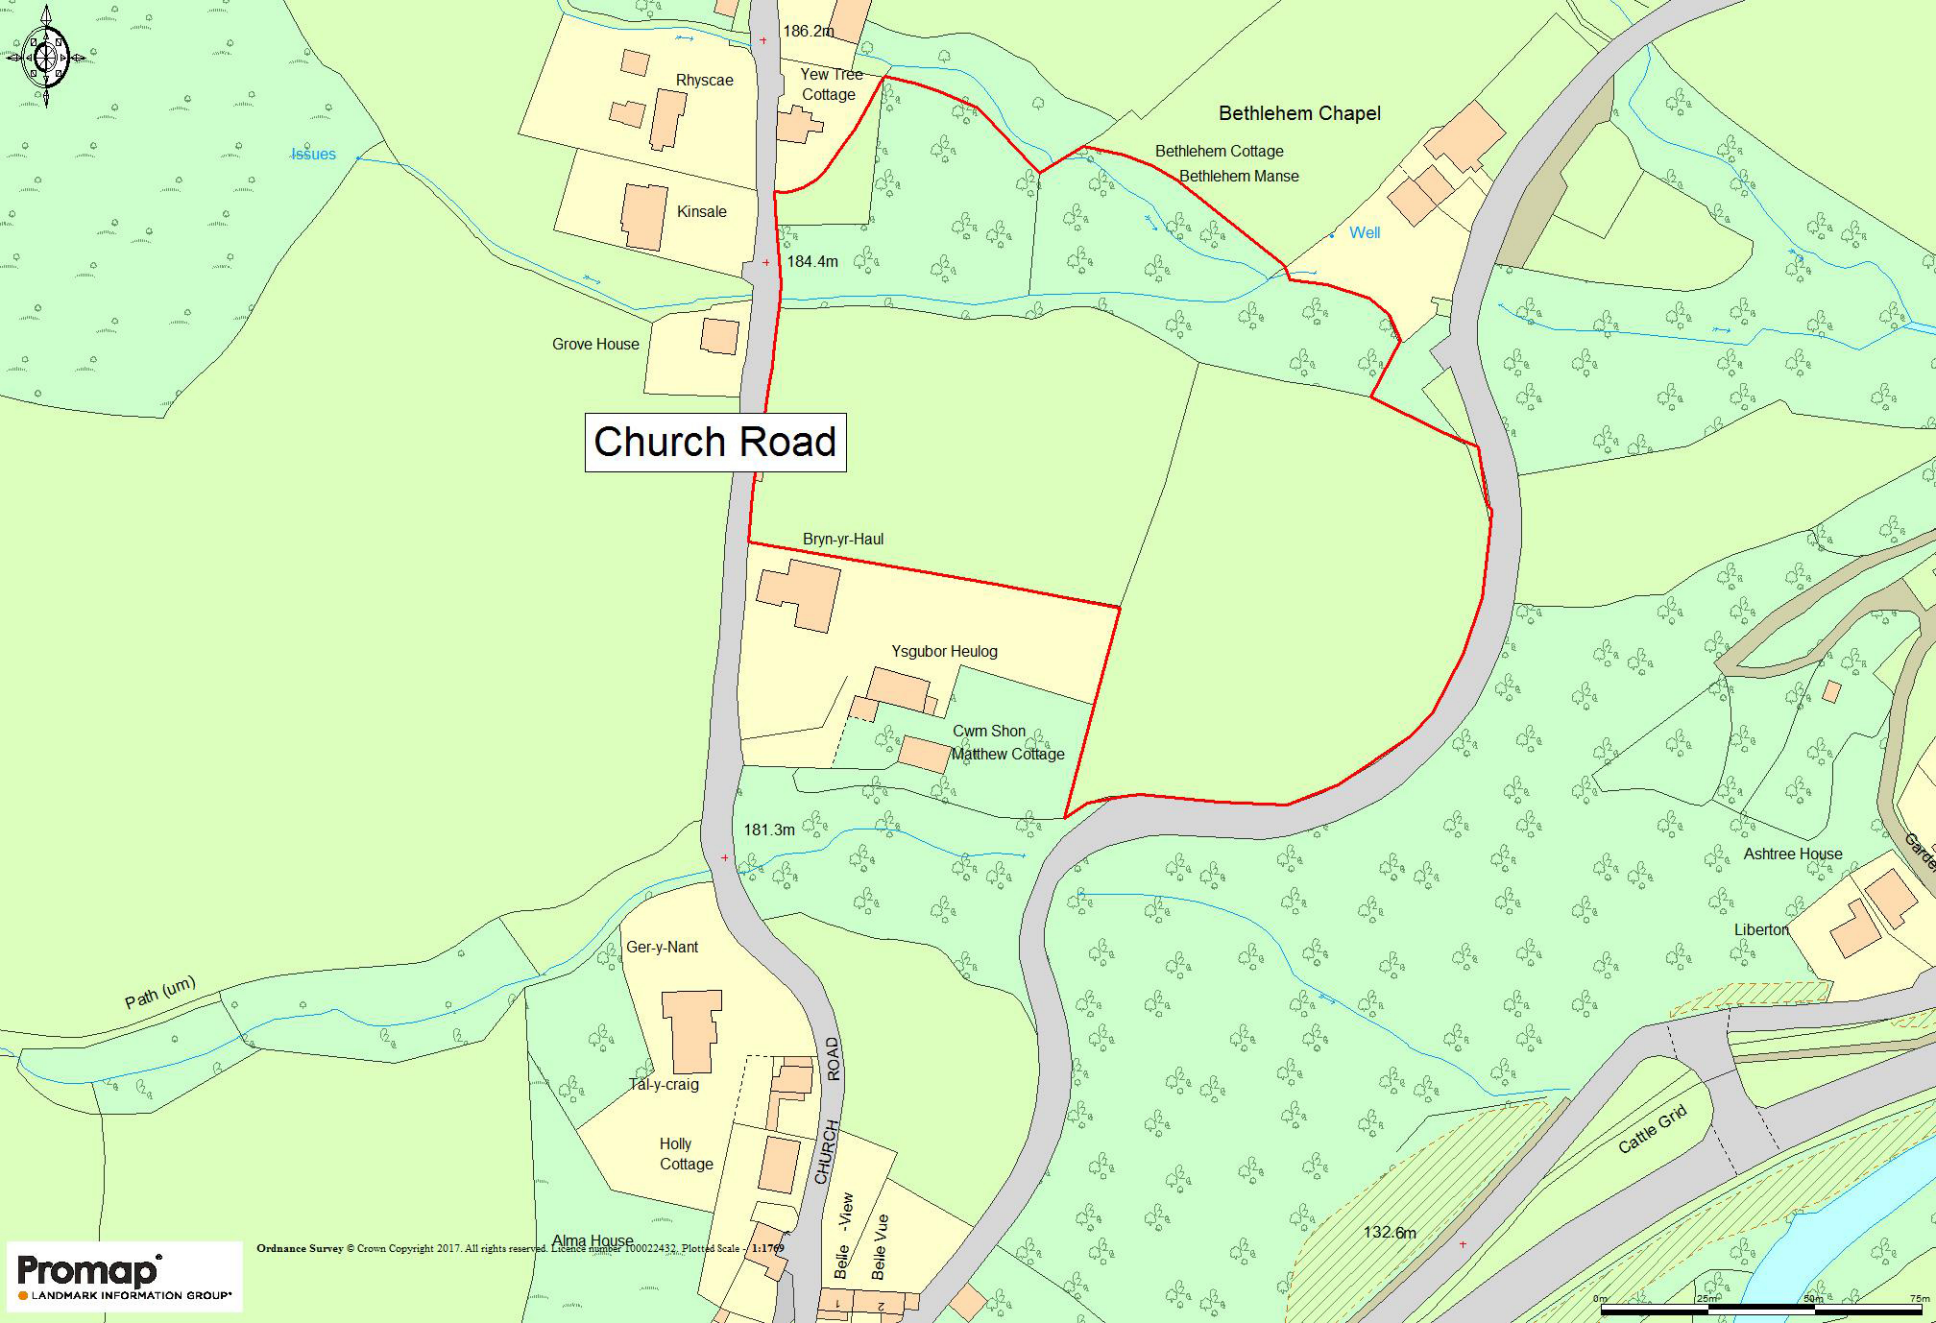 186.2m
Rhyscae
Yew Tree
Cottage
Bethlehem Chapel
Issues
Bethlehem Cottage
Bethlehem Manse
Kinsale
Well
184.4m
Grove House
Church Road
Bryn-yr-Haul
Ysgubor Heulog
Cwm Shon
Matthew Cottage
181.3m
Ashtree House
Liberton
Ger-y-Nant
Path (um)
Tal-y-craig
CHURCH ROAD
Cattle Grid
Holly
Cottage
Belle -View
Belle Vue
132.6m
Alma House
Ordnance Survey © Crown Copyright 2017. All rights reserved. Licence number 100022432. Plotted Scale - 1:1769
Promap
LANDMARK INFORMATION GROUP
1
2
0m 25m 50m 75m